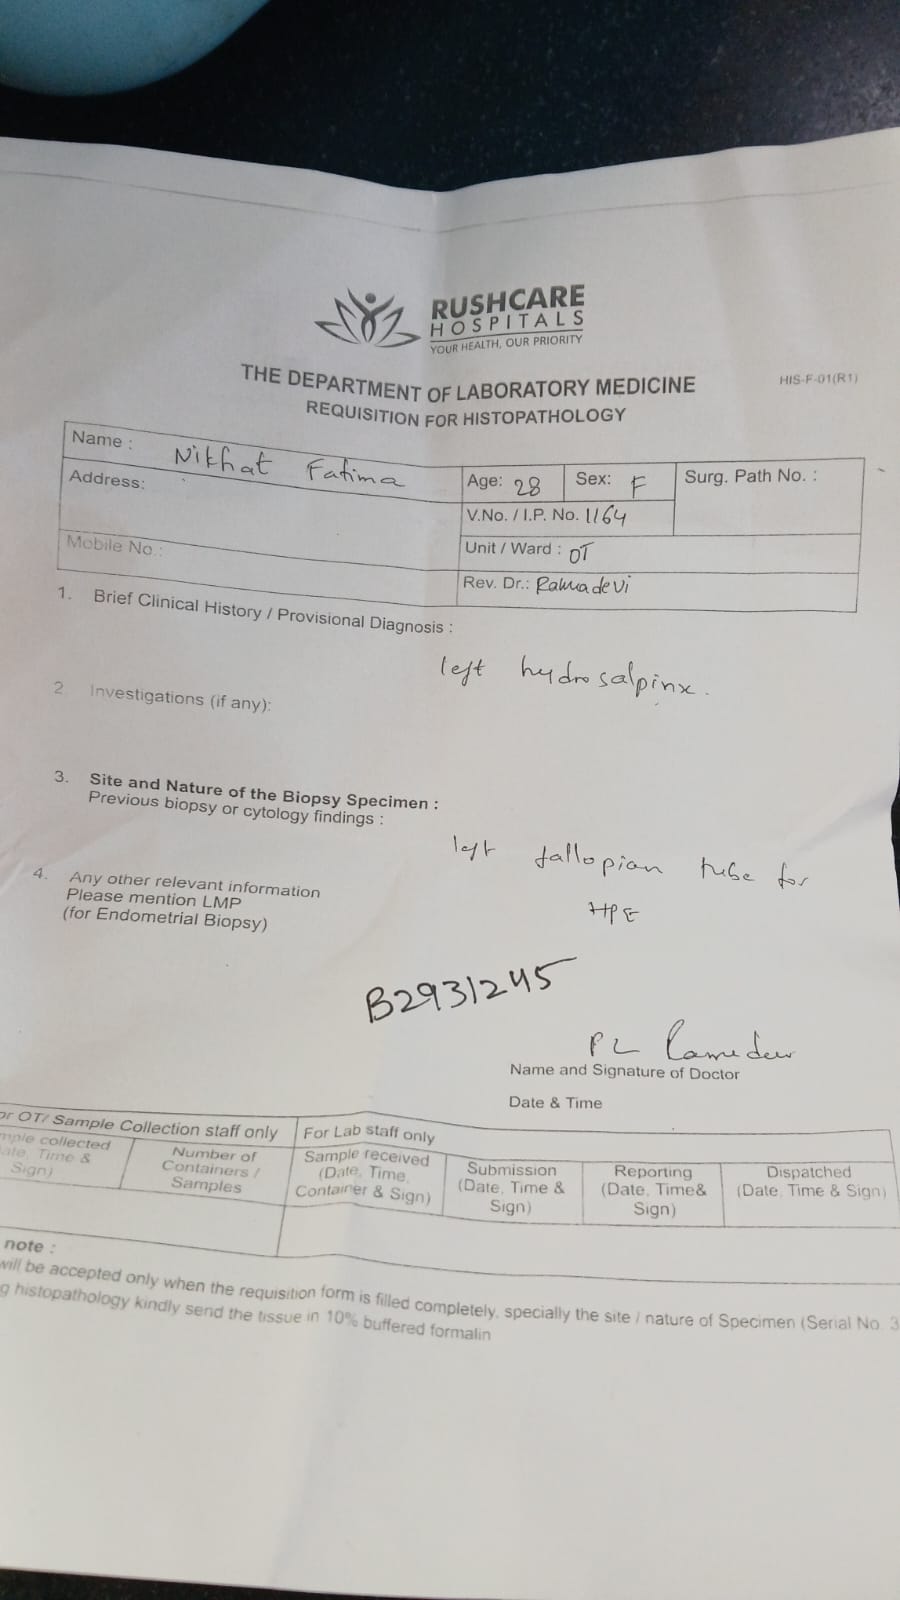 RUSHCARE
HOSPITALS
YOUR HEALTH, OUR PRIORITY
THE DEPARTMENT OF LABORATORY MEDICINE
HIS-F-01(R1)
REQUISITION FOR HISTOPATHOLOGY
Name : Nikhat Fatima
Address:
Age: 28 Sex: F Surg. Path No. :
V.No. / I.P. No. 1164
Mobile No.:
Unit / Ward : OT
Rev. Dr.: Ramadevi
1. Brief Clinical History / Provisional Diagnosis :
left hydrosalpinx.
2. Investigations (if any):
3. Site and Nature of the Biopsy Specimen :
Previous biopsy or cytology findings :
left fallopian tube for
HPE
4. Any other relevant information
Please mention LMP
(for Endometrial Biopsy)
B2931245
Name and Signature of Doctor
Date & Time
or OT/ Sample Collection staff only For Lab staff only
mple collected
ate, Time &
Sign)
Number of
Containers /
Samples
Sample received
(Date, Time,
Container & Sign)
Submission
(Date, Time &
Sign)
Reporting
(Date, Time&
Sign)
Dispatched
(Date, Time & Sign)
note :
will be accepted only when the requisition form is filled completely, specially the site / nature of Specimen (Serial No. 3
g histopathology kindly send the tissue in 10% buffered formalin